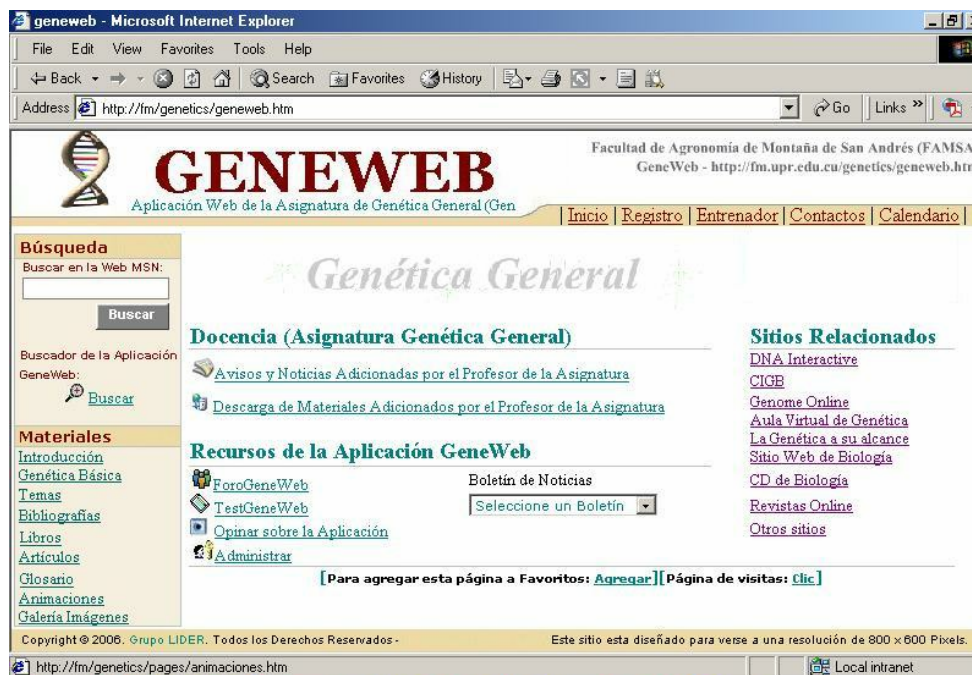 geneweb - Microsoft Internet Explorer
File Edit View Favorites Tools Help
Back Search Favorites History
Address http://fm/genetics/geneweb.htm Go Links »
GENEWEB
Aplicación Web de la Asignatura de Genética General (Gen
Facultad de Agronomía de Montaña de San Andrés (FAMSA
GeneWeb - http://fm.upr.edu.cu/genetics/geneweb.htm
| Inicio | Registro | Entrenador | Contactos | Calendario |
Búsqueda
Buscar en la Web MSN:
Buscar
Buscador de la Aplicación
GeneWeb:
Buscar
Materiales
Introducción
Genética Básica
Temas
Bibliografías
Libros
Artículos
Glosario
Animaciones
Galería Imágenes
Genética General
Docencia (Asignatura Genética General)
Avisos y Noticias Adicionadas por el Profesor de la Asignatura
Descarga de Materiales Adicionados por el Profesor de la Asignatura
Recursos de la Aplicación GeneWeb
ForoGeneWeb
TestGeneWeb
Opinar sobre la Aplicación
Administrar
Boletín de Noticias
Seleccione un Boletín
Sitios Relacionados
DNA Interactive
CIGB
Genome Online
Aula Virtual de Genética
La Genética a su alcance
Sitio Web de Biología
CD de Biología
Revistas Online
Otros sitios
[Para agregar esta página a Favoritos: Agregar][Página de visitas: Clic]
Copyright © 2006. Grupo LIDER. Todos los Derechos Reservados -
Este sitio esta diseñado para verse a una resolución de 800 x 600 Pixels.
http://fm/genetics/pages/animaciones.htm
Local intranet